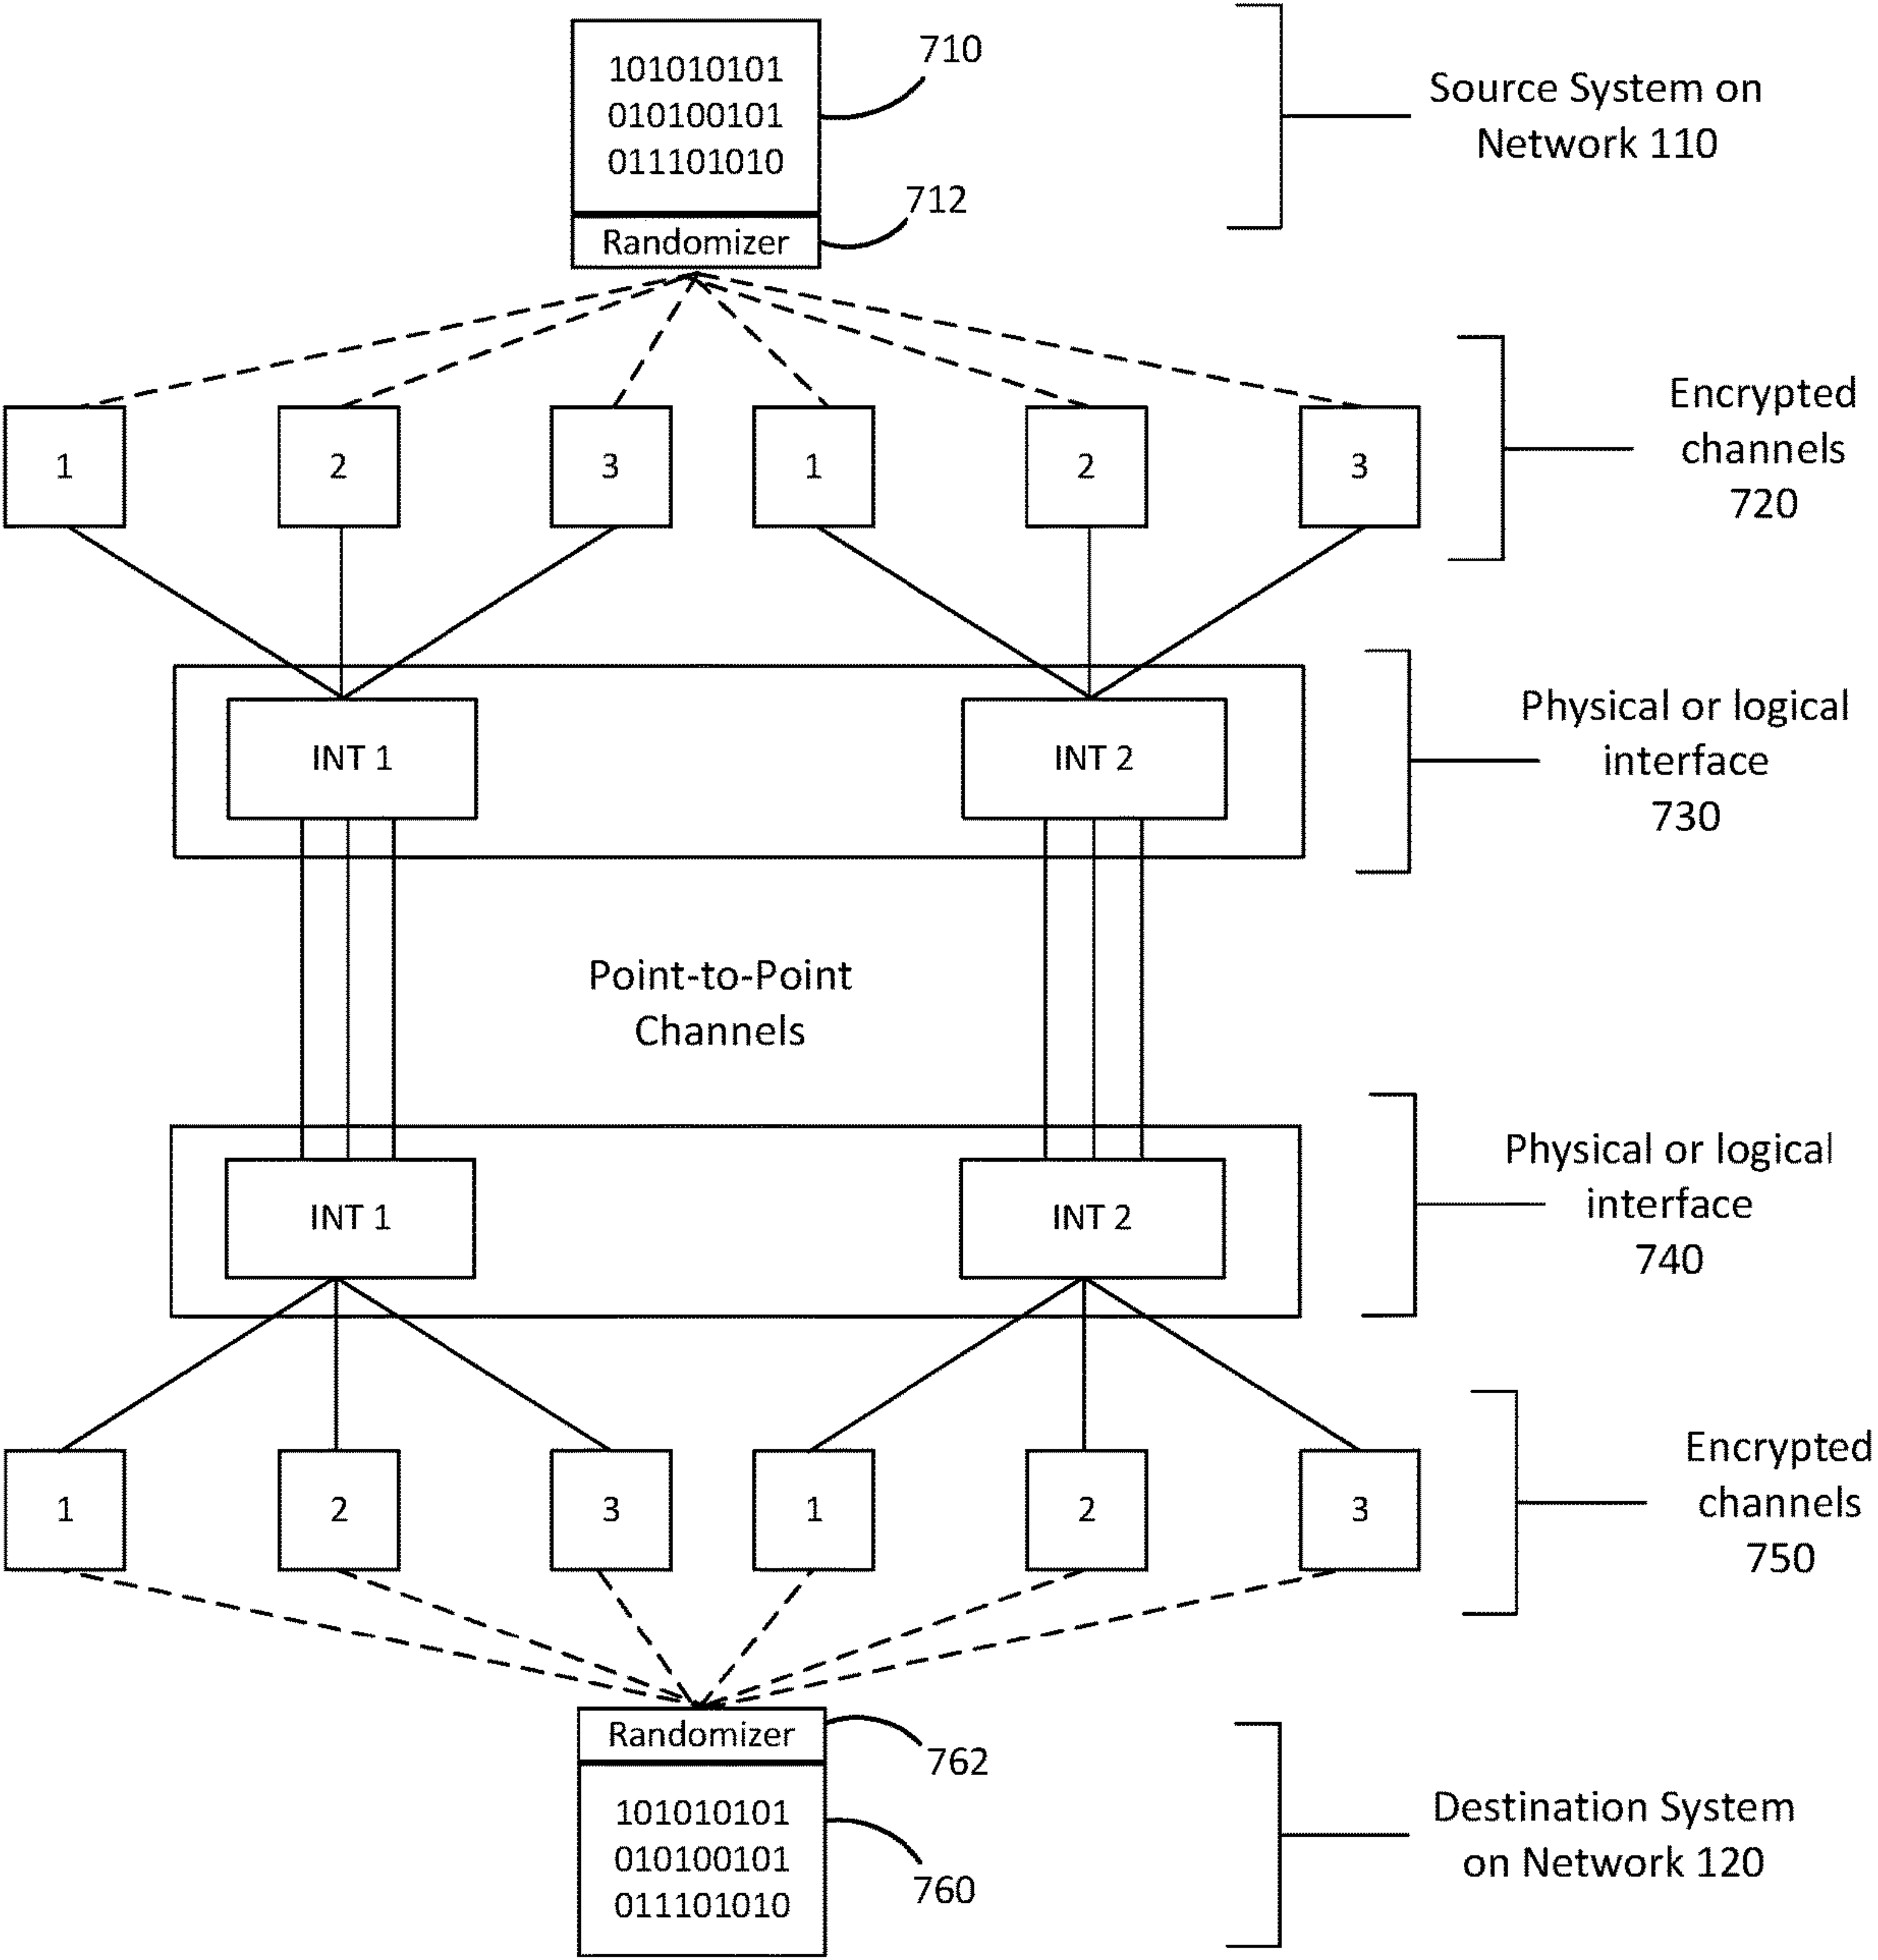 101010101
010100101
011101010
710
Source System on
Network 110
712
Randomizer
Encrypted
channels
720
1
2
3
1
2
3
Physical or logical
interface
730
INT 1
INT 2
Point-to-Point
Channels
Physical or logical
interface
740
INT 1
INT 2
Encrypted
channels
750
1
2
3
1
2
3
Randomizer
762
101010101
010100101
011101010
760
Destination System
on Network 120